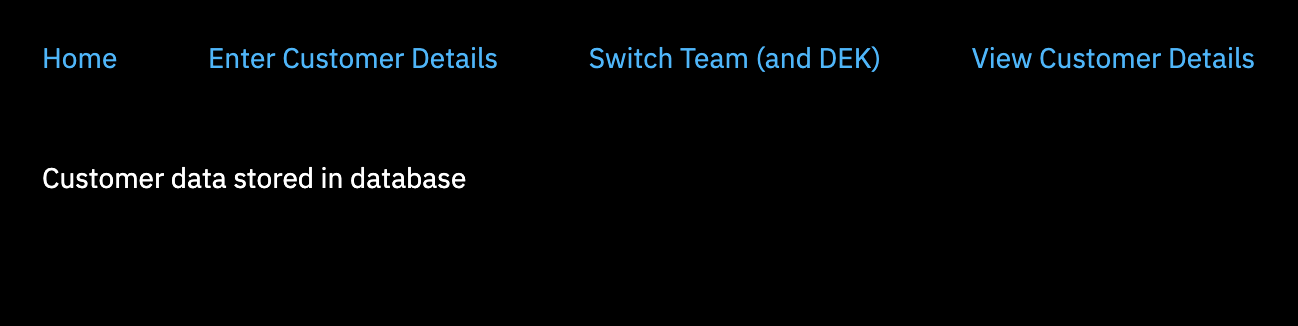 Home Enter Customer Details Switch Team (and DEK) View Customer Details
Customer data stored in database